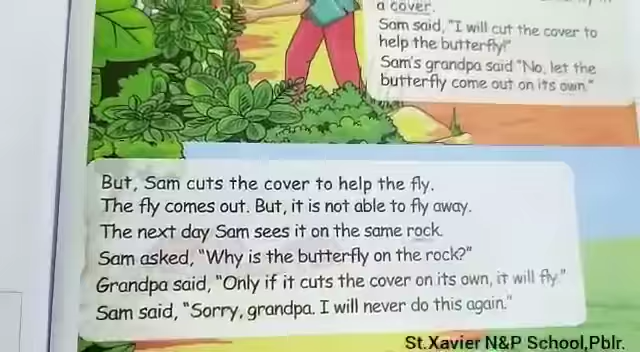 a cover.
Sam said, "I will cut the cover to
help the butterfly!"
Sam's grandpa said "No, let the
butterfly come out on its own."
But, Sam cuts the cover to help the fly.
The fly comes out. But, it is not able to fly away.
The next day Sam sees it on the same rock.
Sam asked, "Why is the butterfly on the rock?"
Grandpa said, "Only if it cuts the cover on its own, it will fly."
Sam said, "Sorry, grandpa. I will never do this again."
St.Xavier N&P School,Pblr.